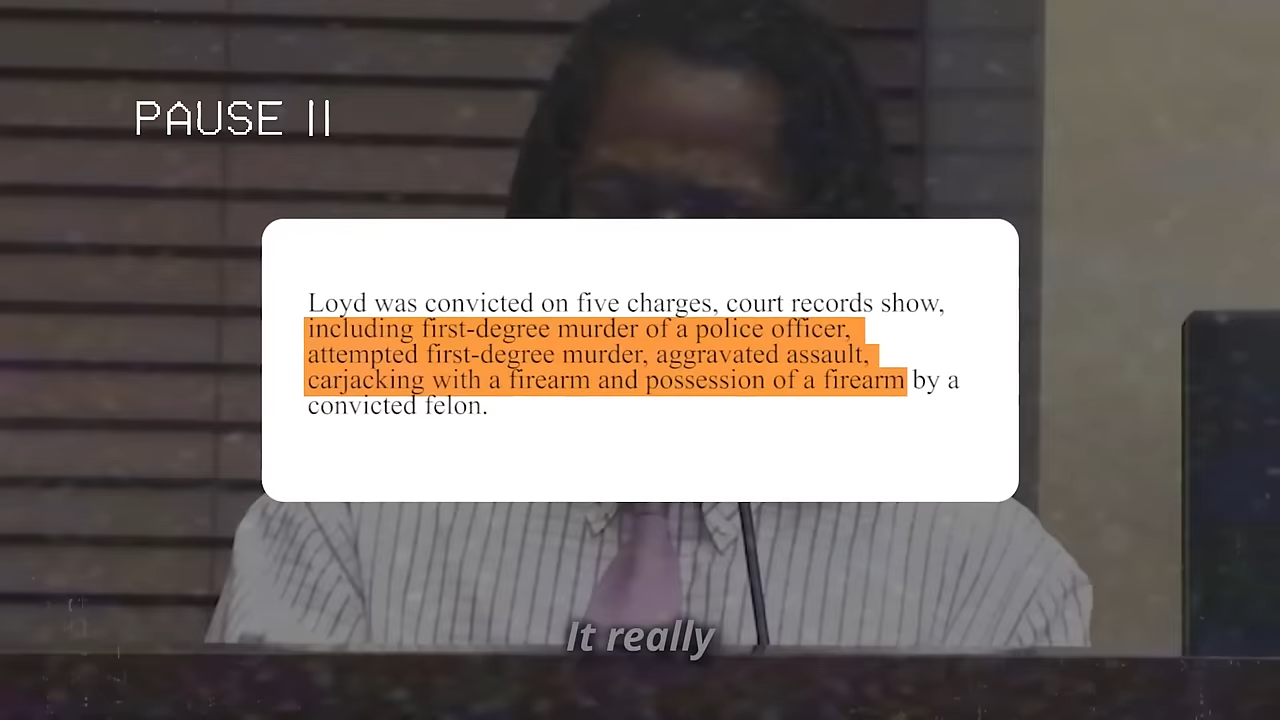 PAUSE ||
Loyd was convicted on five charges, court records show,
including first-degree murder of a police officer,
attempted first-degree murder, aggravated assault,
carjacking with a firearm and possession of a firearm by a
convicted felon.
It really